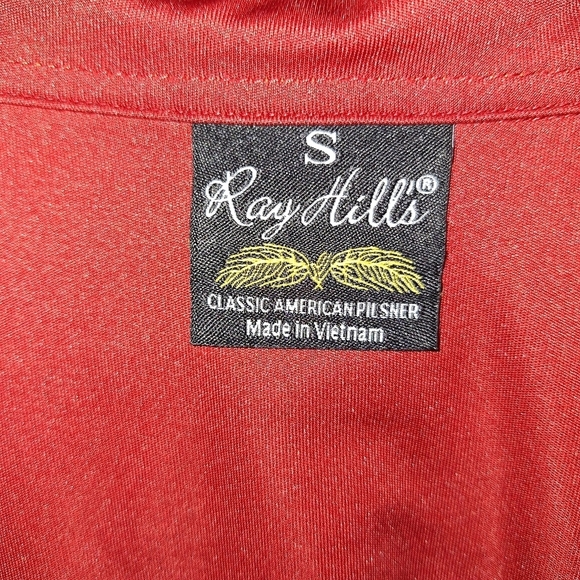 S
Ray Hill's®
CLASSIC AMERICAN PILSNER
Made in Vietnam